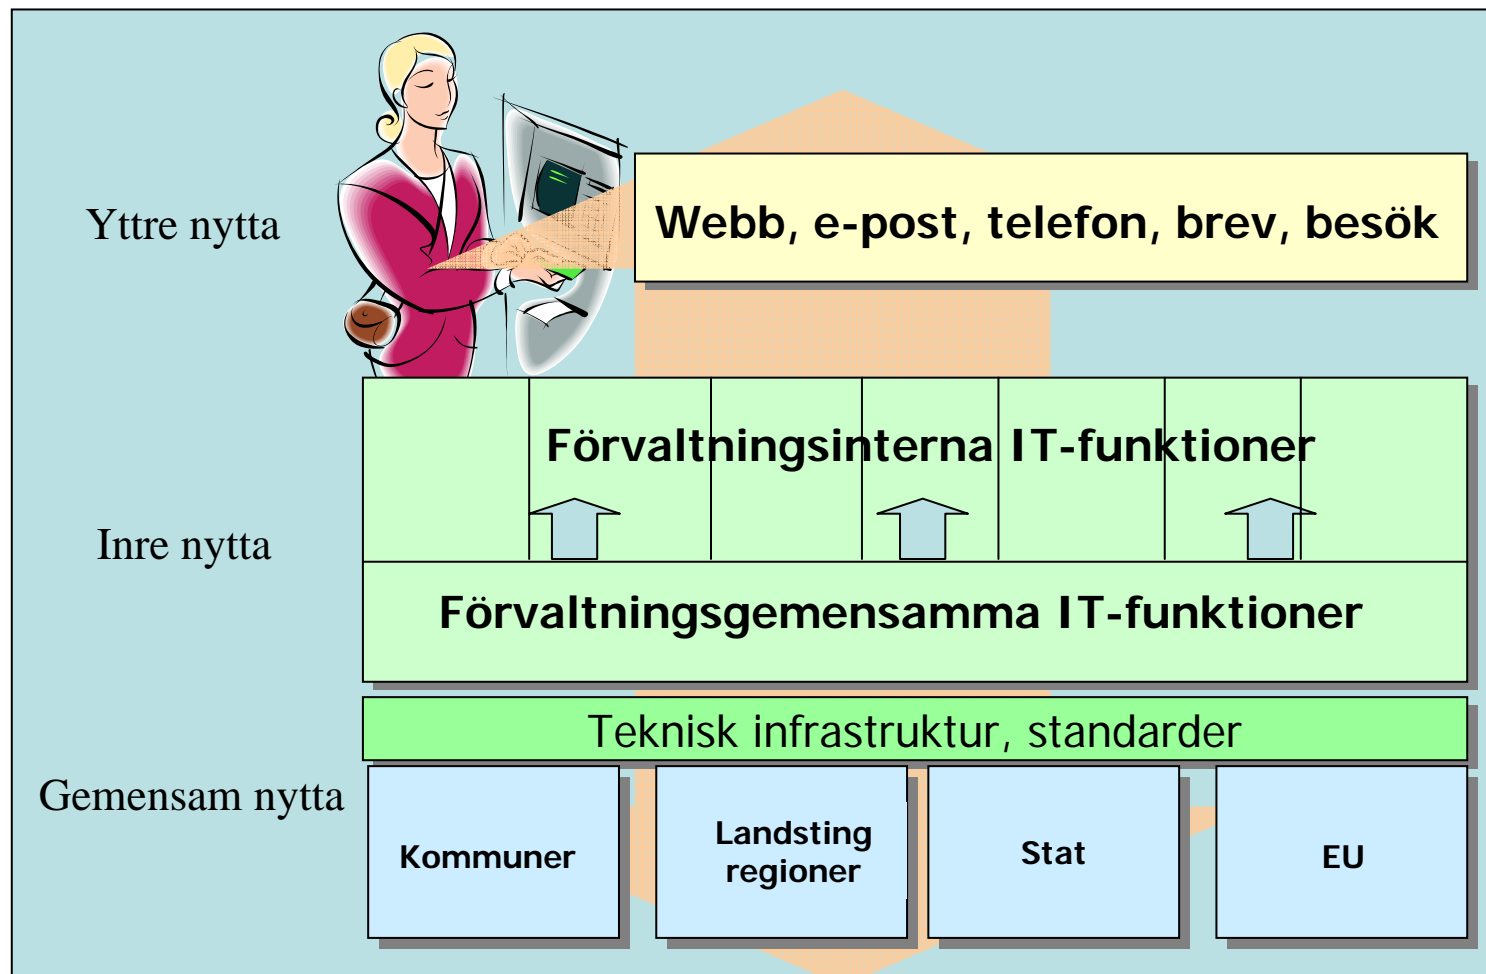 Yttre nytta
Webb, e-post, telefon, brev, besök
Förvaltningsinterna IT-funktioner
Inre nytta
Förvaltningsgemensamma IT-funktioner
Teknisk infrastruktur, standarder
Gemensam nytta
Kommuner
Landsting
regioner
Stat
EU